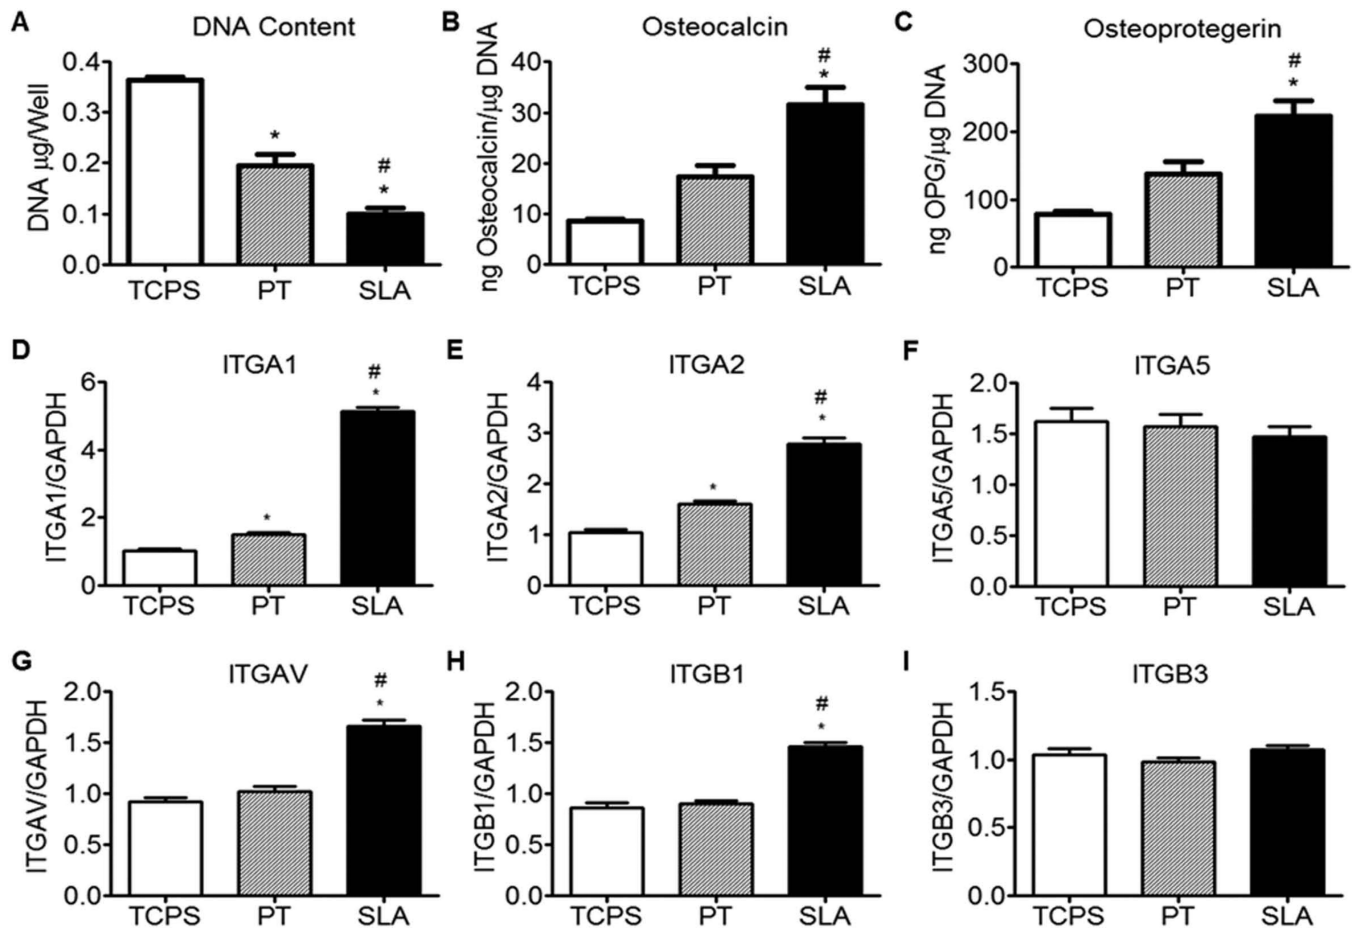 A DNA Content
DNA µg/Well
0.4
0.3
0.2
0.1
0.0
*
#
*
TCPS PT SLA
B Osteocalcin
ng Osteocalcin/µg DNA
40
30
20
10
0
#
*
TCPS PT SLA
C Osteoprotegerin
ng OPG/µg DNA
300
200
100
0
#
*
TCPS PT SLA
D ITGA1
ITGA1/GAPDH
6
4
2
0
*
#
*
TCPS PT SLA
E ITGA2
ITGA2/GAPDH
4
3
2
1
0
*
#
*
TCPS PT SLA
F ITGA5
ITGA5/GAPDH
2.0
1.5
1.0
0.5
0.0
TCPS PT SLA
G ITGAV
ITGAV/GAPDH
2.0
1.5
1.0
0.5
0.0
#
*
TCPS PT SLA
H ITGB1
ITGB1/GAPDH
2.0
1.5
1.0
0.5
0.0
#
*
TCPS PT SLA
I ITGB3
ITGB3/GAPDH
1.5
1.0
0.5
0.0
TCPS PT SLA